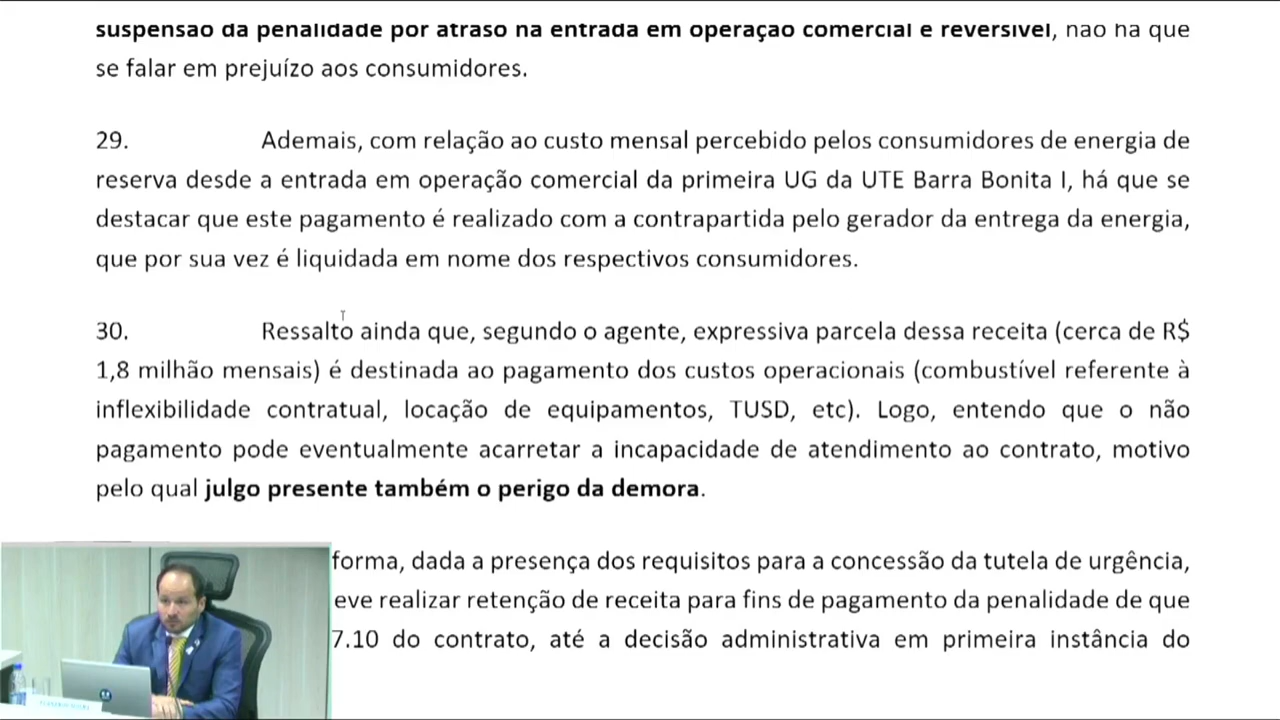 suspensão da penalidade por atraso na entrada em operação comercial é reversível, não há que
se falar em prejuízo aos consumidores.
29. Ademais, com relação ao custo mensal percebido pelos consumidores de energia de
reserva desde a entrada em operação comercial da primeira UG da UTE Barra Bonita I, há que se
destacar que este pagamento é realizado com a contrapartida pelo gerador da entrega da energia,
que por sua vez é liquidada em nome dos respectivos consumidores.
30. Ressalto ainda que, segundo o agente, expressiva parcela dessa receita (cerca de R$
1,8 milhão mensais) é destinada ao pagamento dos custos operacionais (combustível referente à
inflexibilidade contratual, locação de equipamentos, TUSD, etc). Logo, entendo que o não
pagamento pode eventualmente acarretar a incapacidade de atendimento ao contrato, motivo
pelo qual julgo presente também o perigo da demora.
forma, dada a presença dos requisitos para a concessão da tutela de urgência,
eve realizar retenção de receita para fins de pagamento da penalidade de que
7.10 do contrato, até a decisão administrativa em primeira instância do